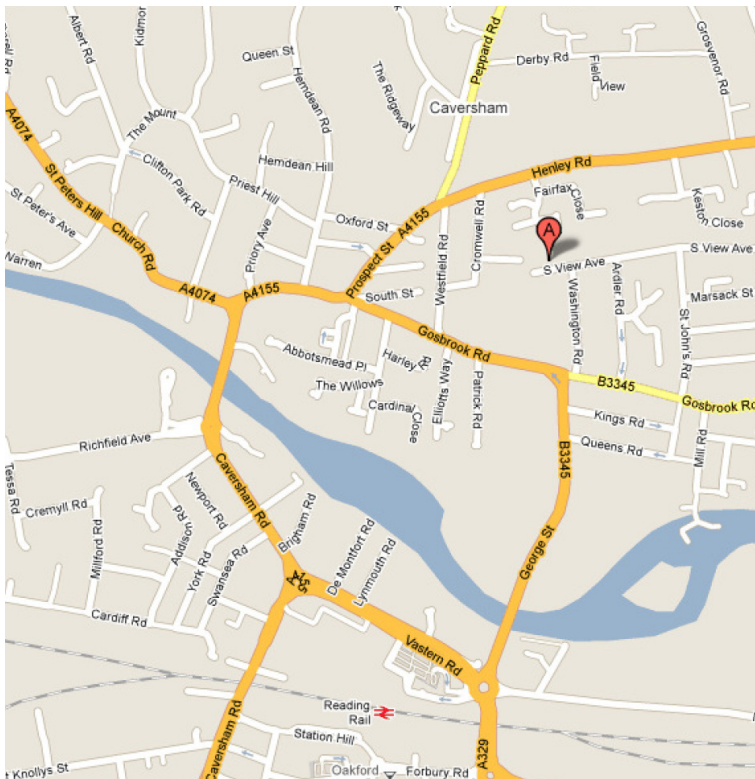 Albert Rd
Kidmo
Queen St
Hemdean Rd
The Ridgeway
Peppard Rd
Derby Rd
Field
View
Grosvenor Rd
Caversham
A4074
The Mount
Clifton Park Rd
Hemdean Hill
Henley Rd
St Peters Hill
Priest Hill
Fairfax
Close
Keston Close
St Peter's Ave
Church Rd
Priory Ave
Oxford St
A4155
Cromwell Rd
Westfield Rd
A
S View Ave
S View Ave
Warren
Prospect St
A4074
A4155
South St
Washington Rd
Ardler Rd
Marsack St
St John's Rd
Gosbrook Rd
Abbotsmead Pl
Harley Rd
The Willows
Elliotts Way
Patrick Rd
B3345
Gosbrook Rd
Cardinal Close
Kings Rd
Queens Rd
Mill Rd
Richfield Ave
B3345
Tessa Rd
Caversham Rd
Newport Rd
Cremyll Rd
Addison Rd
Milford Rd
York Rd
Swansea Rd
Brigham Rd
De Montfort Rd
Lynmouth Rd
George St
A155
Cardiff Rd
Vastern Rd
Reading
Rail
Caversham Rd
Station Hill
A329
t Knollys St
Oakford
Forbury Rd